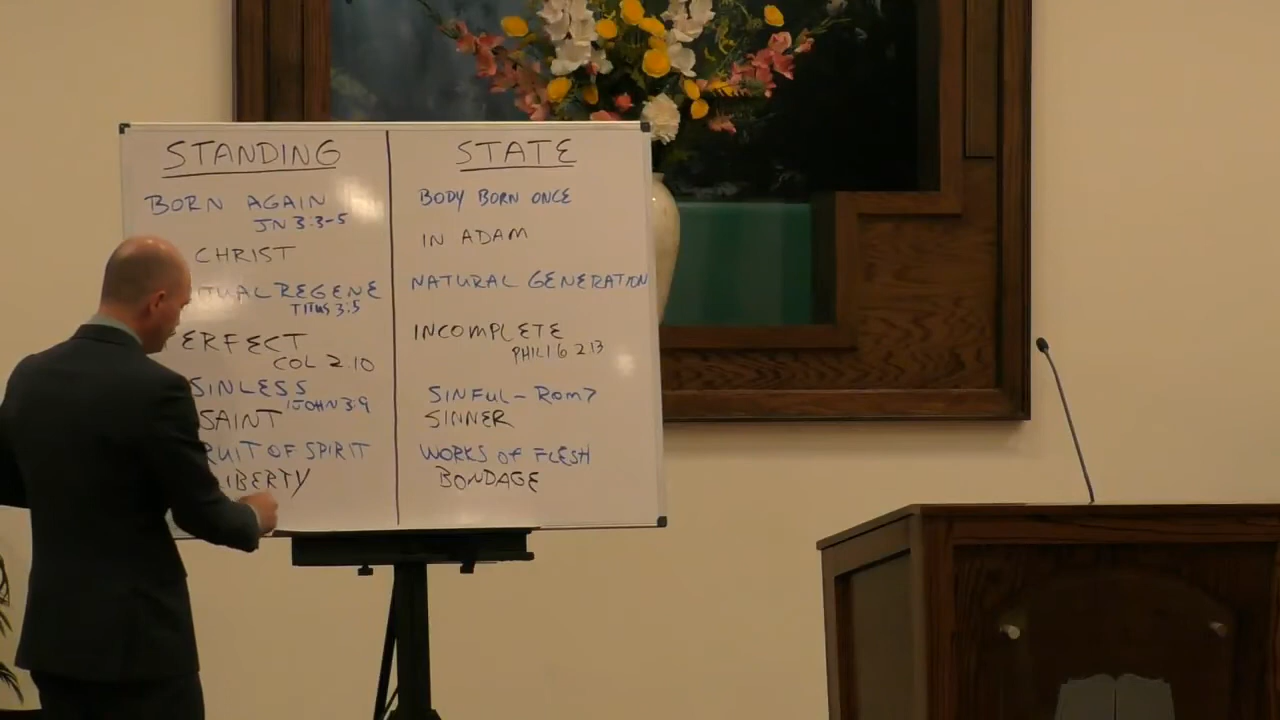 STANDING
BORN AGAIN
JN 3:3-5
CHRIST
REGENE
TITUS 3:5
ERFECT
COL 2.10
SINLESS
1JOHN 3:9
SAINT
RUIT OF SPIRIT
IBERTY
STATE
BODY BORN ONCE
IN ADAM
NATURAL GENERATION
INCOMPLETE
PHIL 1 6 2.13
SINFUL - ROM 7
SINNER
WORKS OF FLESH
BONDAGE